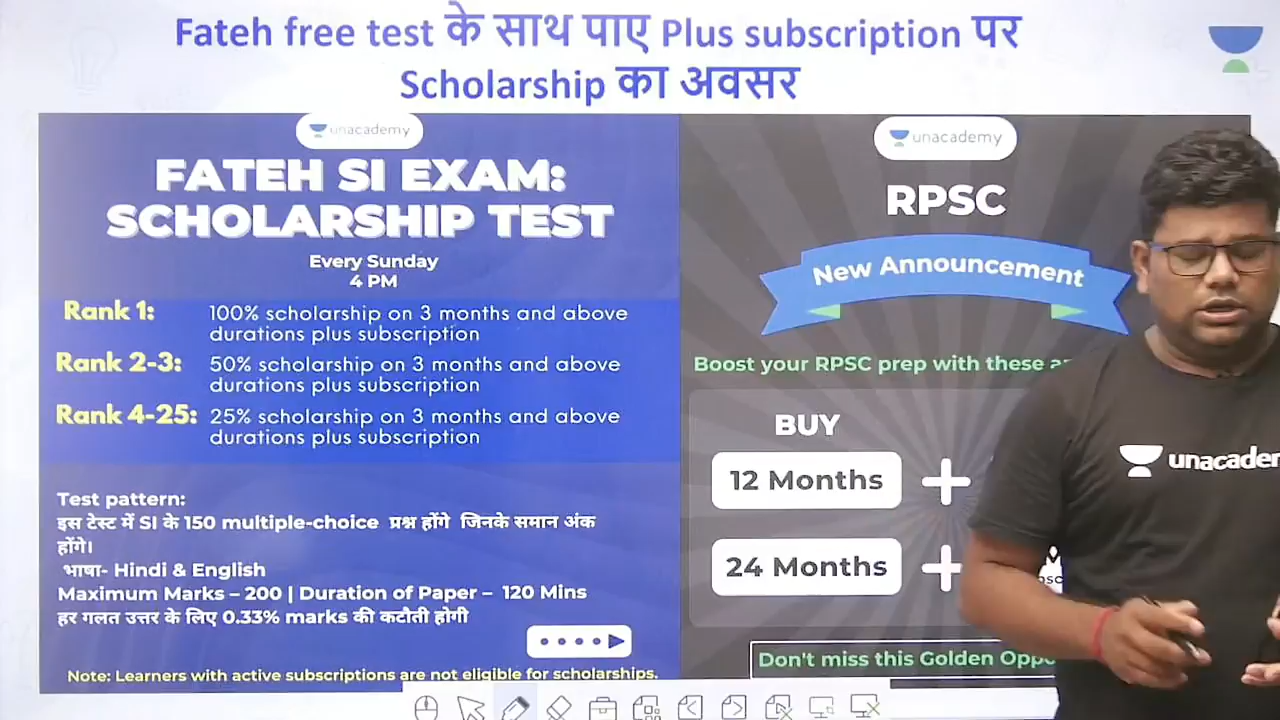 Fateh free test के साथ पाए Plus subscription पर
Scholarship का अवसर
unacademy
FATEH SI EXAM:
SCHOLARSHIP TEST
Every Sunday
4 PM
Rank 1: 100% scholarship on 3 months and above
durations plus subscription
Rank 2-3: 50% scholarship on 3 months and above
durations plus subscription
Rank 4-25: 25% scholarship on 3 months and above
durations plus subscription
Test pattern:
इस टेस्ट में SI के 150 multiple-choice प्रश्न होंगे जिनके समान अंक
होंगे।
भाषा- Hindi & English
Maximum Marks – 200 | Duration of Paper – 120 Mins
हर गलत उत्तर के लिए 0.33% marks की कटौती होगी
Note: Learners with active subscriptions are not eligible for scholarships.
unacademy
RPSC
New Announcement
Boost your RPSC prep with these
BUY
12 Months +
24 Months +
Don't miss this Golden
unacadem